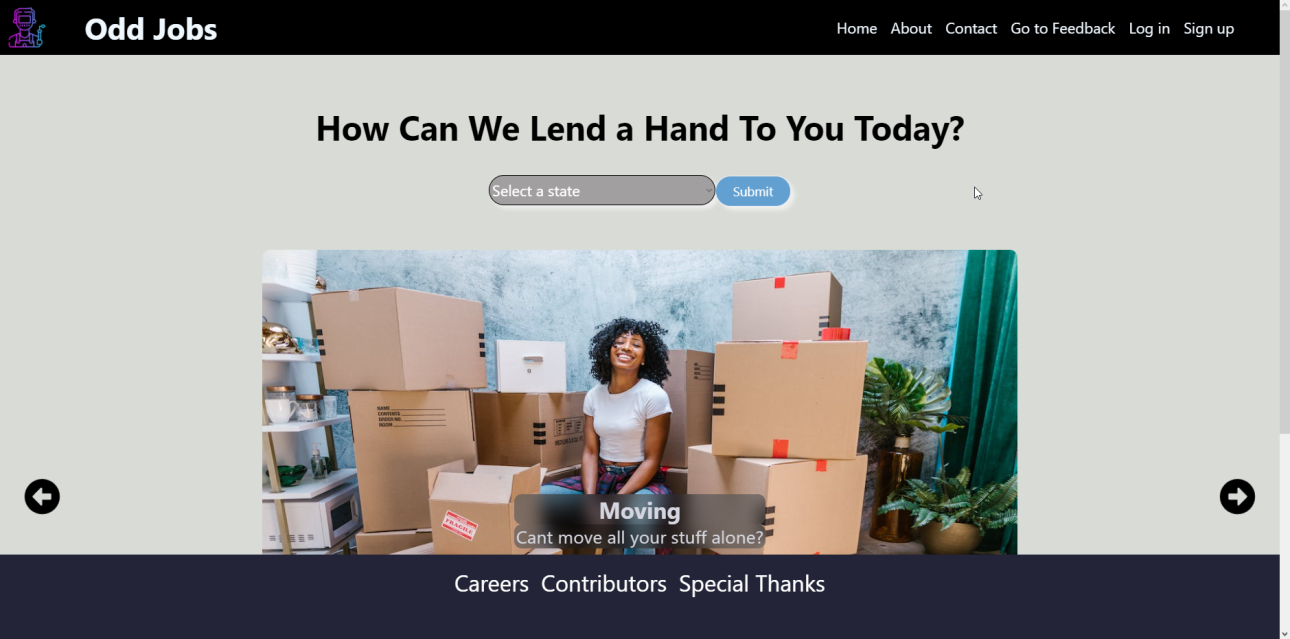 Odd Jobs
Home About Contact Go to Feedback Log in Sign up
How Can We Lend a Hand To You Today?
Select a state
Submit
NAME
CONTENTS
ROOM
FRAGILE
Moving
Cant move all your stuff alone?
Careers Contributors Special Thanks